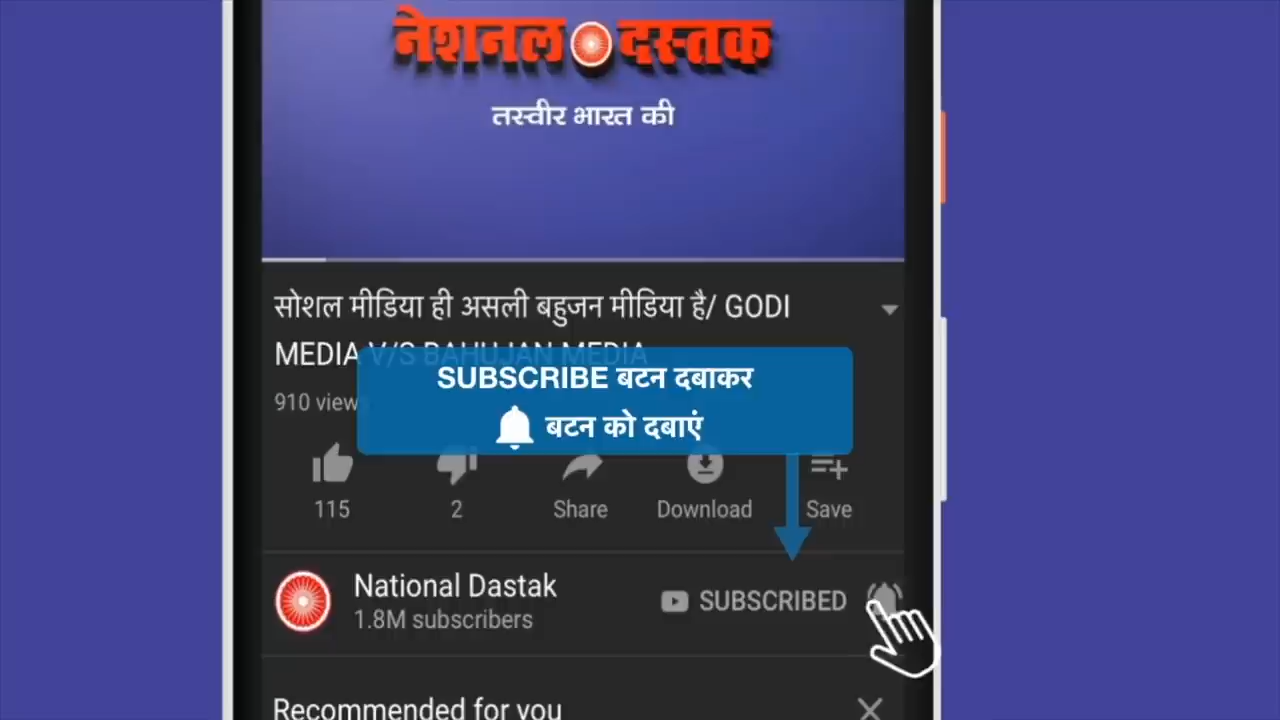 नेशनल दस्तक
तस्वीर भारत की
सोशल मीडिया ही असली बहुजन मीडिया है/ GODI
MEDIA V/S BAHUJAN MEDIA
910 views
SUBSCRIBE बटन दबाकर
बटन को दबाएं
115
2
Share
Download
Save
National Dastak
1.8M subscribers
SUBSCRIBED
Recommended for you